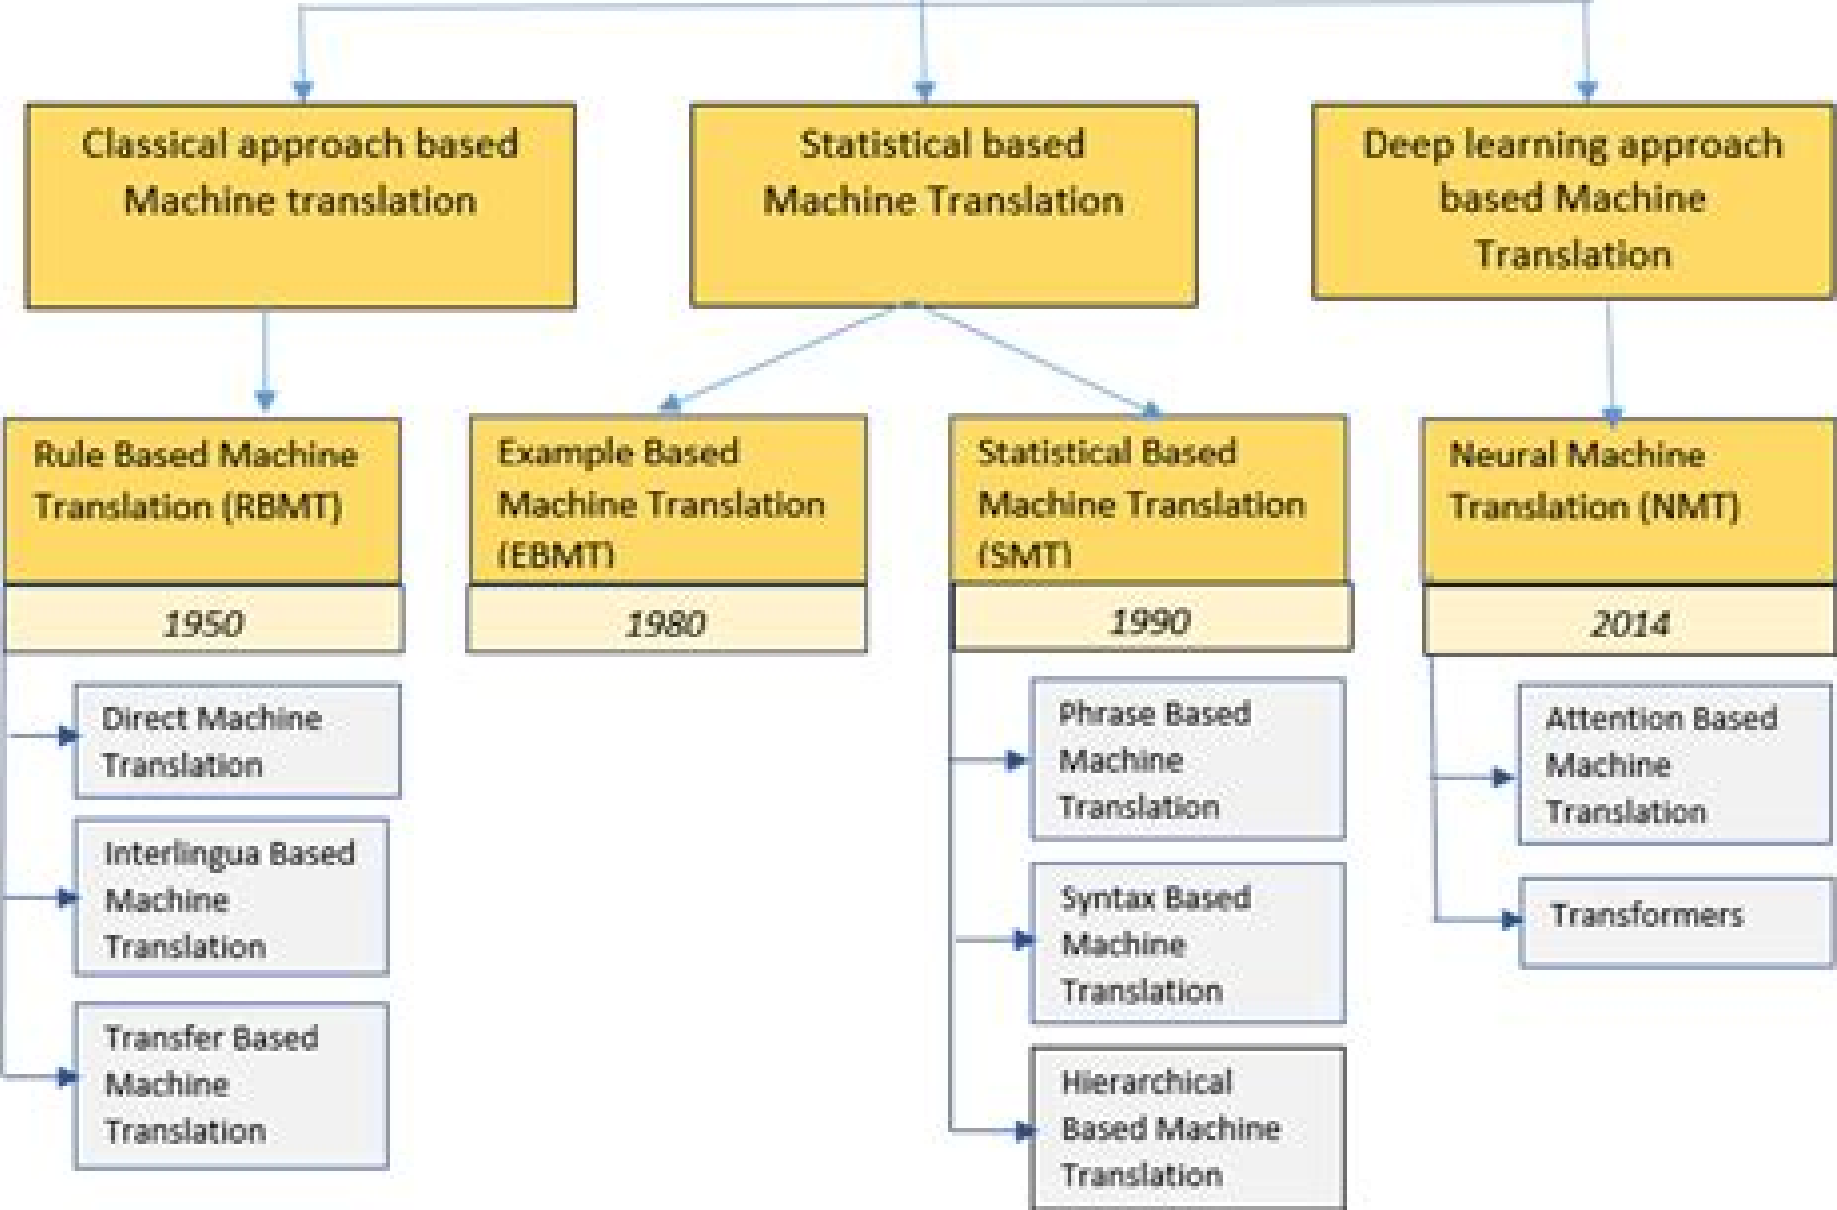 Classical approach based
Machine translation
Statistical based
Machine Translation
Deep learning approach
based Machine
Translation
Rule Based Machine
Translation (RBMT)
1950
Example Based
Machine Translation
(EBMT)
1980
Statistical Based
Machine Translation
(SMT)
1990
Neural Machine
Translation (NMT)
2014
Direct Machine
Translation
Interlingua Based
Machine
Translation
Transfer Based
Machine
Translation
Phrase Based
Machine
Translation
Syntax Based
Machine
Translation
Hierarchical
Based Machine
Translation
Attention Based
Machine
Translation
Transformers